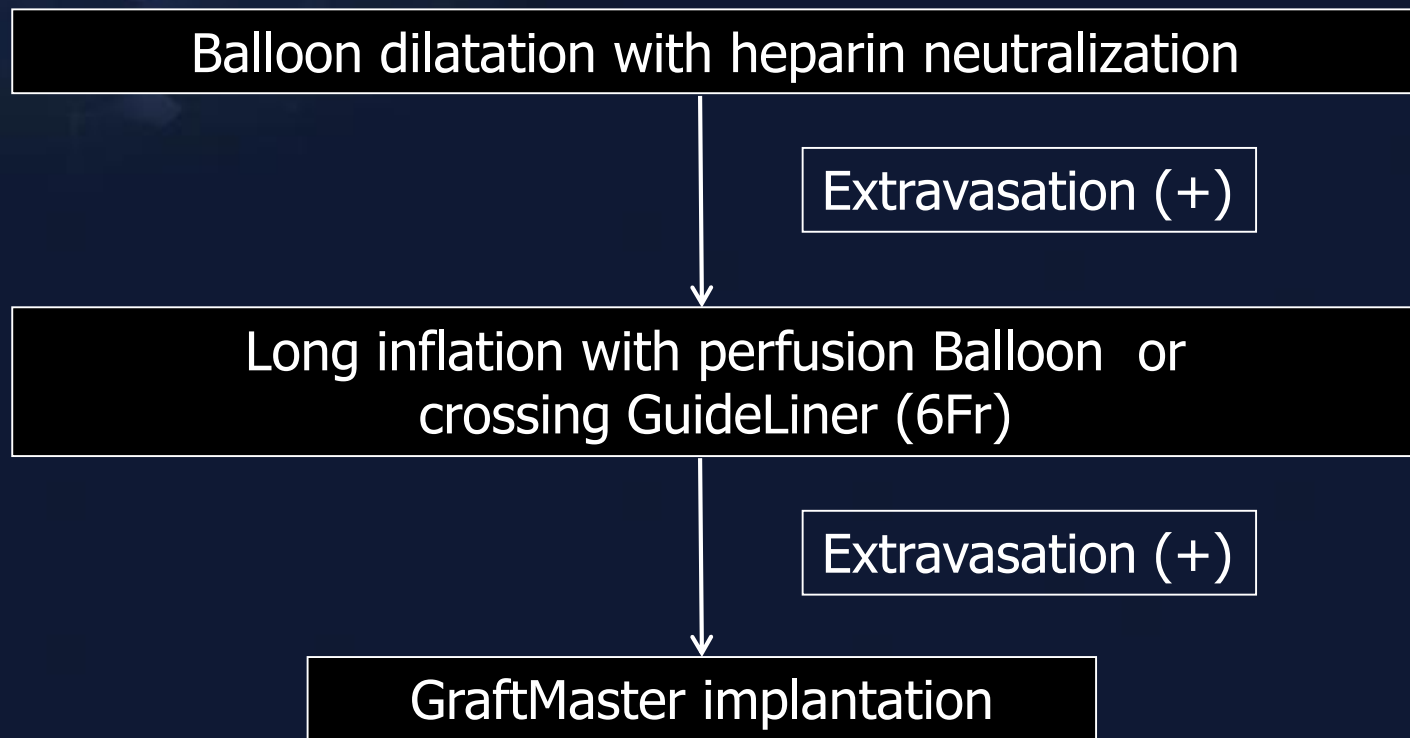 Balloon dilatation with heparin neutralization
Extravasation (+)
Long inflation with perfusion Balloon or
crossing GuideLiner (6Fr)
Extravasation (+)
GraftMaster implantation